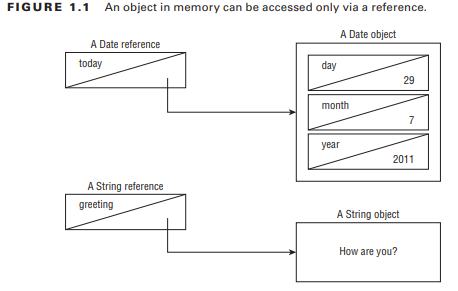 FIGURE 1.1 An object in memory can be accessed only via a reference.
A Date reference
today
A Date object
day
29
month
7
year
2011
A String reference
greeting
A String object
How are you?